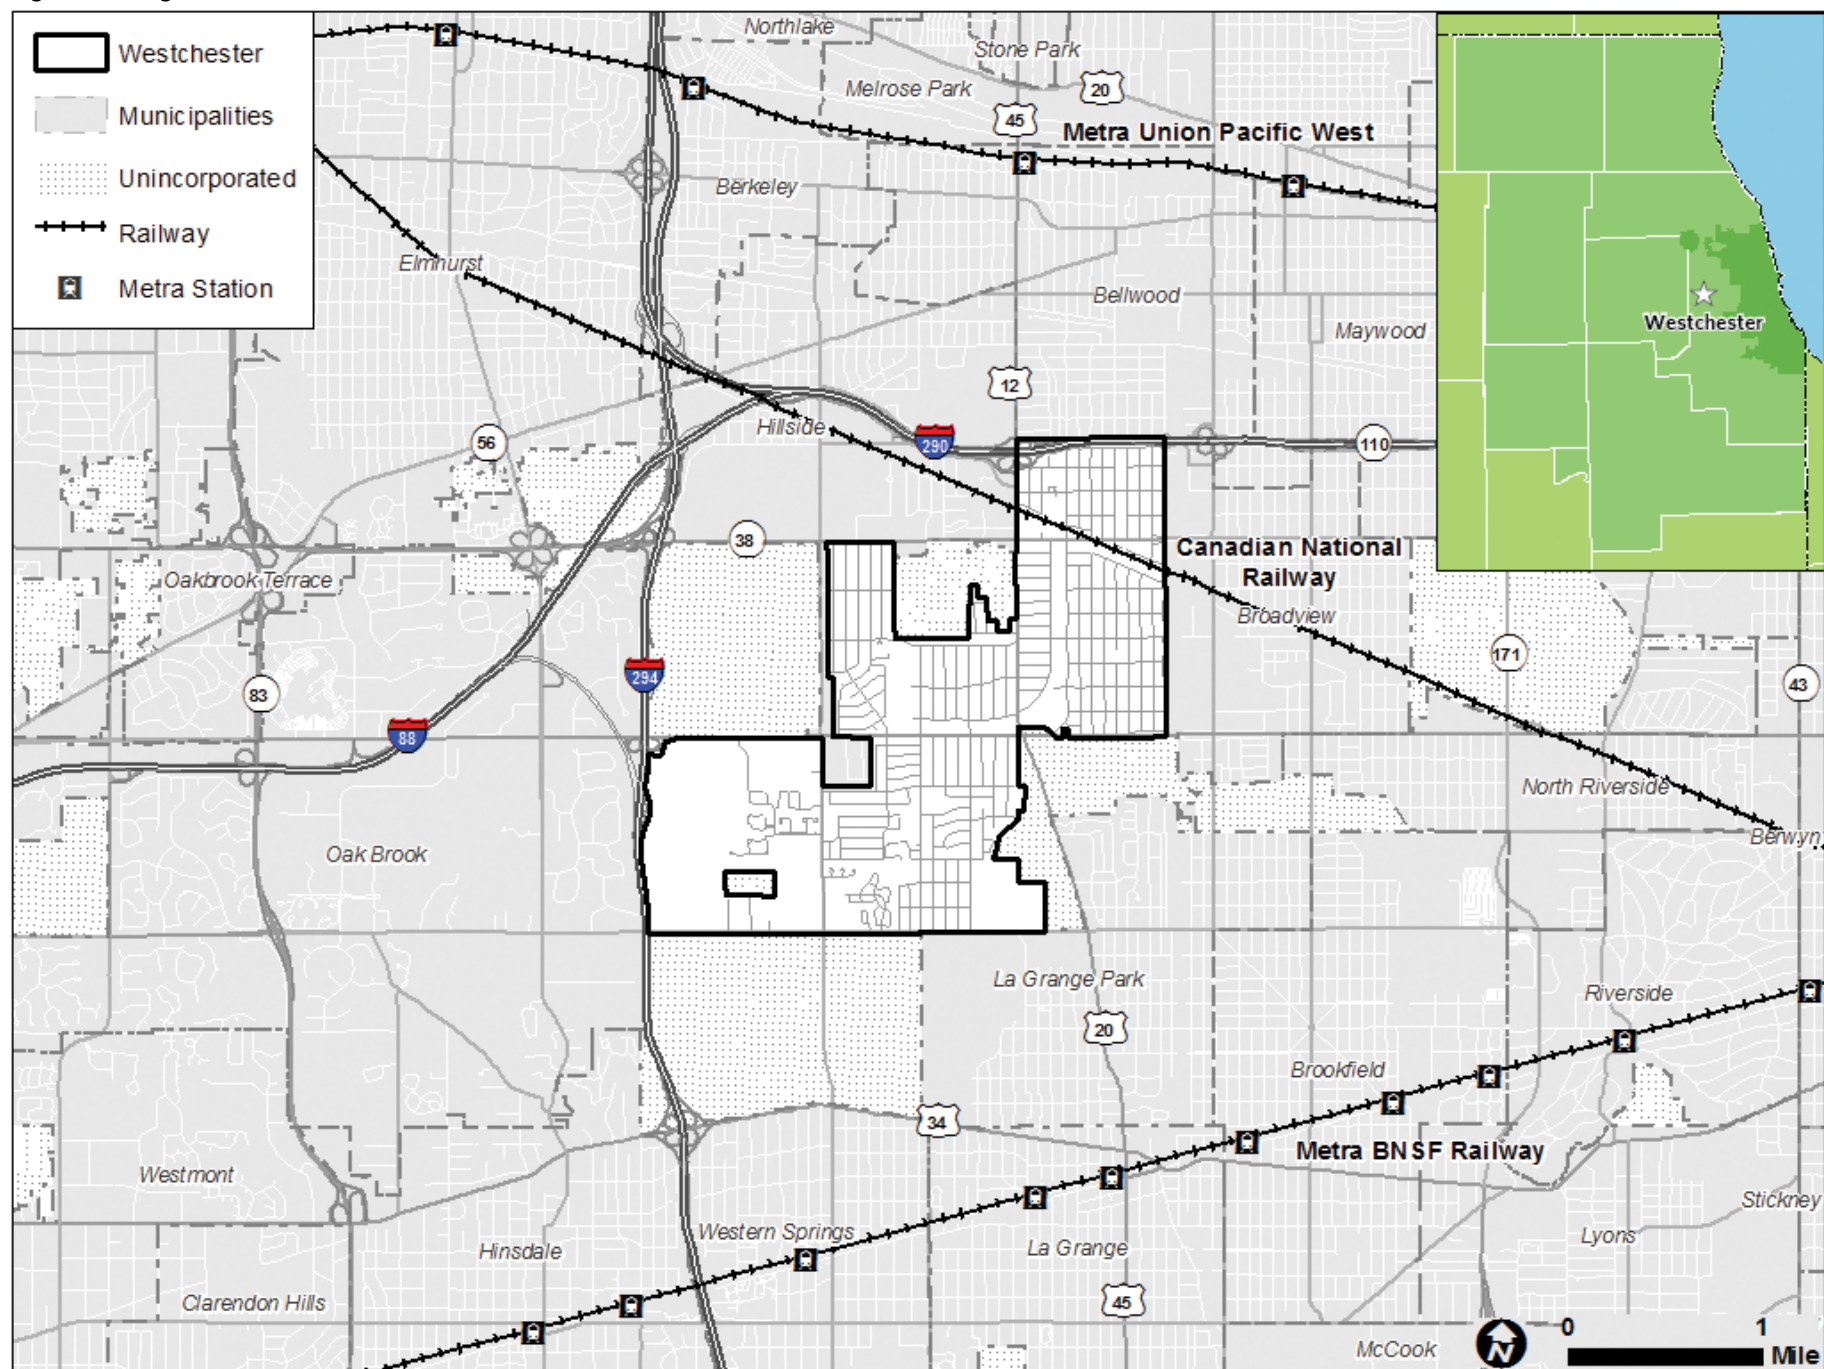 Westchester
Municipalities
Unincorporated
Railway
Metra Station
Northlake
Stone Park
20
Melrose Park
45
Metra Union Pacific West
Berkeley
Elmhurst
Bellwood
Maywood
Westchester
12
Hillside
56
290
110
38
Canadian National
Railway
Oakbrook Terrace
Broadview
171
294
83
43
88
North Riverside
Berwyn
Oak Brook
La Grange Park
Riverside
20
Brookfield
34
Metra BNSF Railway
Westmont
Stickney
Western Springs
Lyons
Hinsdale
La Grange
Clarendon Hills
45
McCook
N
0 1
Mile